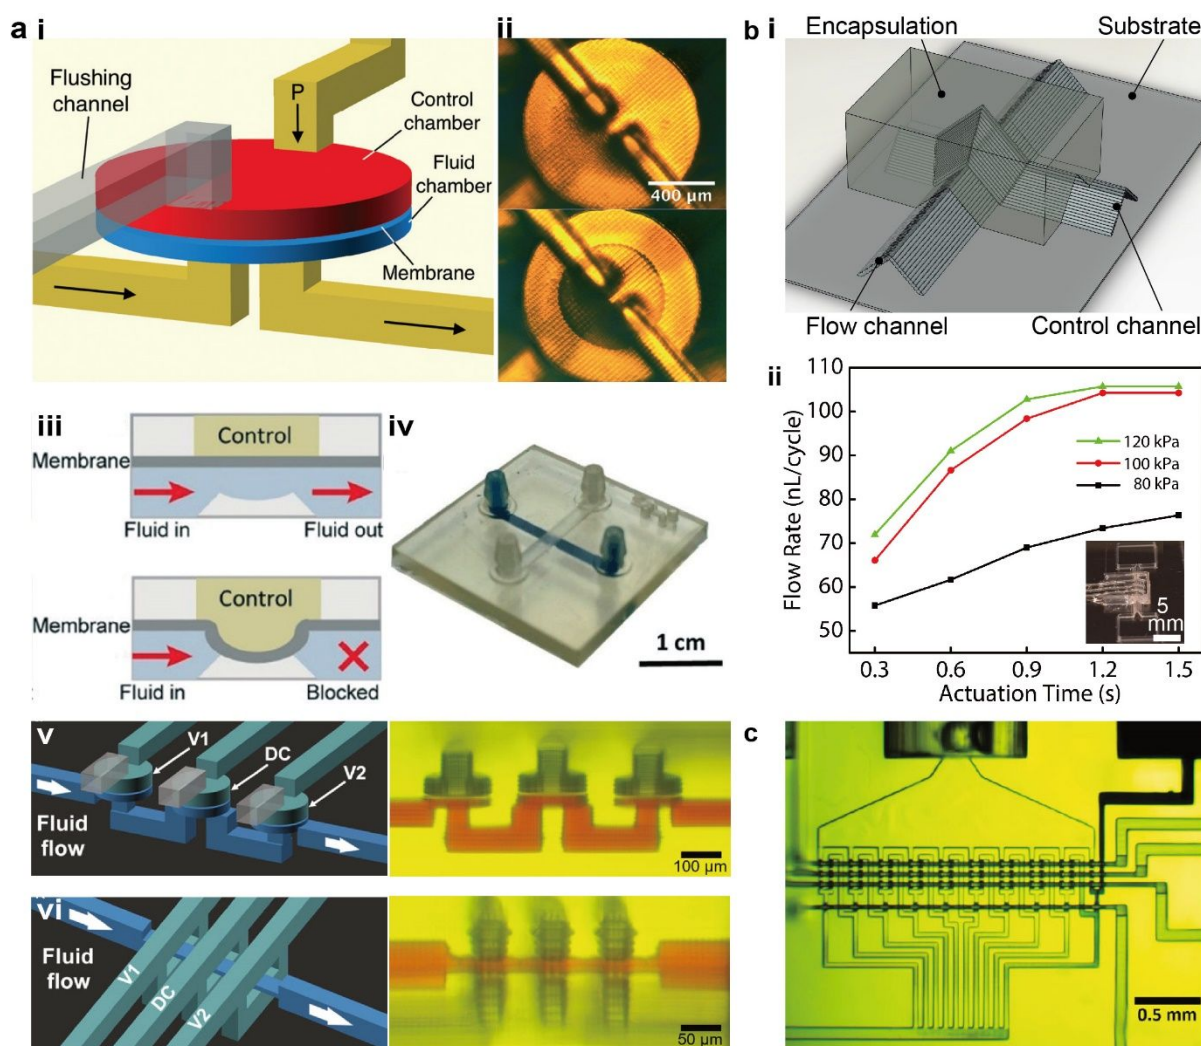 a i
Flushing
channel
P
Control
chamber
Fluid
chamber
Membrane
ii
400 µm
b i
Encapsulation
Substrate
Flow channel
Control channel
iii
Control
Membrane
Fluid in
Fluid out
Control
Membrane
Fluid in
Blocked
iv
1 cm
ii
110
100
90
80
70
60
50
Flow Rate (nL/cycle)
120 kPa
100 kPa
80 kPa
5
mm
0.3 0.6 0.9 1.2 1.5
Actuation Time (s)
v
V1
DC
V2
Fluid
flow
100 µm
vi
Fluid
flow
V1
DC
V2
50 µm
c
0.5 mm